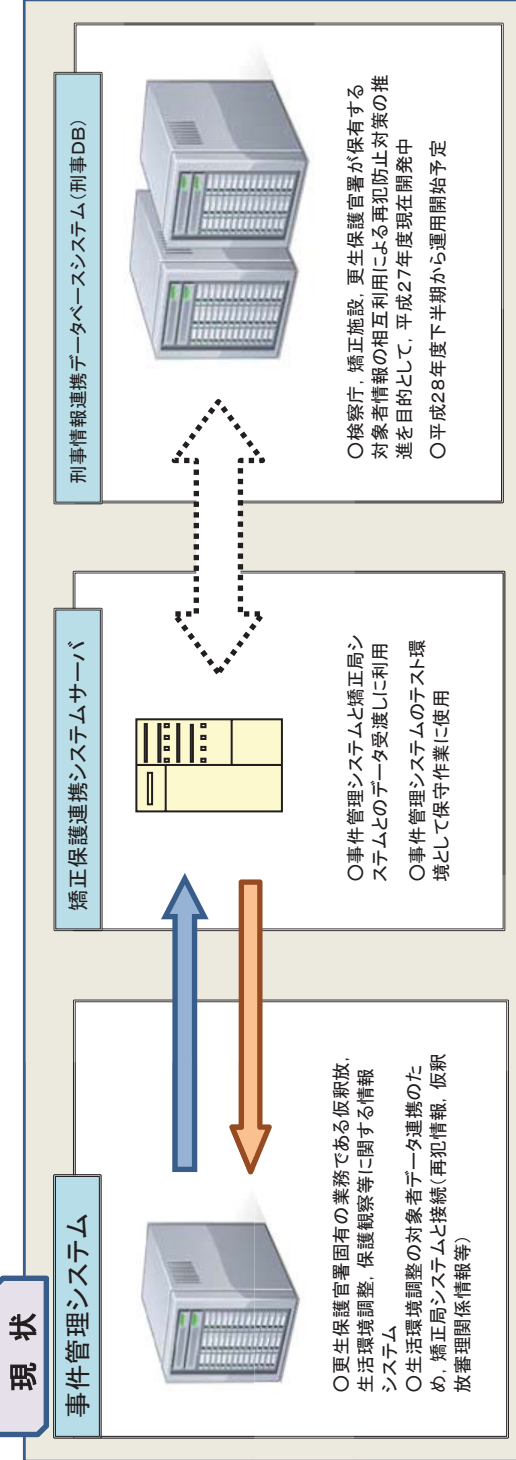 現 状
事件管理システム
○更生保護官署固有の業務である仮釈放,
生活環境調整, 保護観察等に関する情報
システム
○生活環境調整の対象者データ連携のた
め, 矯正局システムと接続(再犯情報, 仮釈
放審理関係情報等)
矯正保護連携システムサーバ
○事件管理システムと矯正局シ
ステムとのデータ受渡しに利用
○事件管理システムのテスト環
境として保守作業に使用
刑事情報連携データベースシステム(刑事DB)
○検察庁, 矯正施設, 更生保護官署が保有する
対象者情報の相互利用による再犯防止対策の推
進を目的として, 平成27年度現在開発中
○平成28年度下半期から運用開始予定